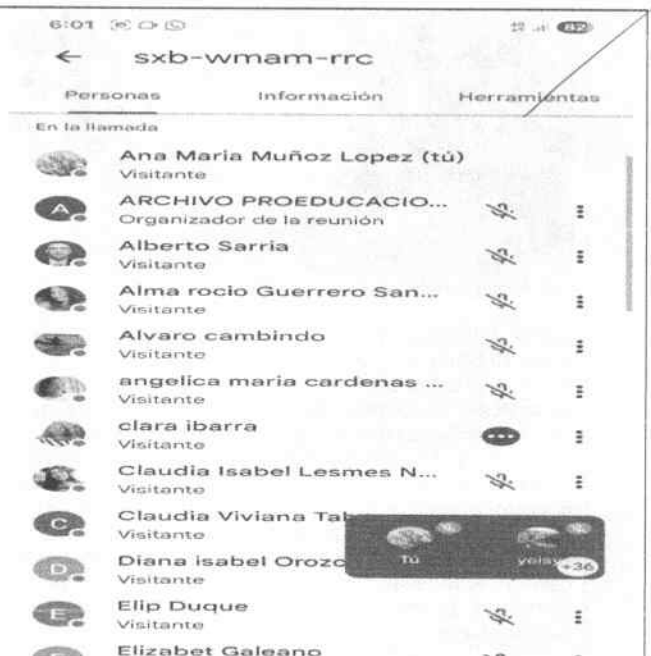 6:01
82
← sxb-wmam-rrc
Personas Información Herramientas
En la llamada
Ana Maria Muñoz Lopez (tú)
Visitante
A
ARCHIVO PROEDUCACIO...
Organizador de la reunión
Alberto Sarria
Visitante
Alma rocio Guerrero San...
Visitante
Alvaro cambindo
Visitante
angelica maria cardenas ...
Visitante
clara ibarra
Visitante
Claudia Isabel Lesmes N...
Visitante
C
Claudia Viviana
Visitante
Tú
+36
D
Diana isabel
Visitante
E
Elip Duque
Visitante
Elizabet Galeano